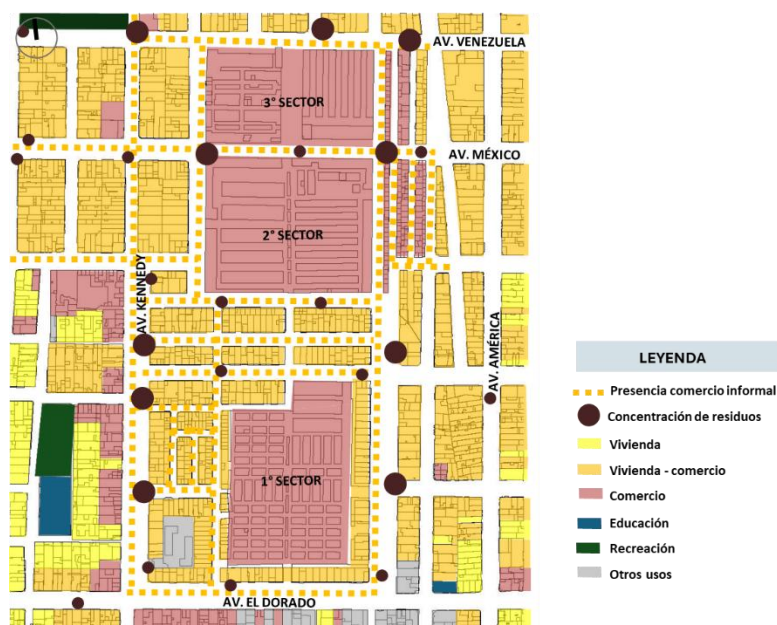 AV. VENEZUELA
3° SECTOR
AV. MÉXICO
2° SECTOR
AV. KENNEDY
AV. AMÉRICA
1° SECTOR
AV. EL DORADO
LEYENDA
Presencia comercio informal
Concentración de residuos
Vivienda
Vivienda - comercio
Comercio
Educación
Recreación
Otros usos